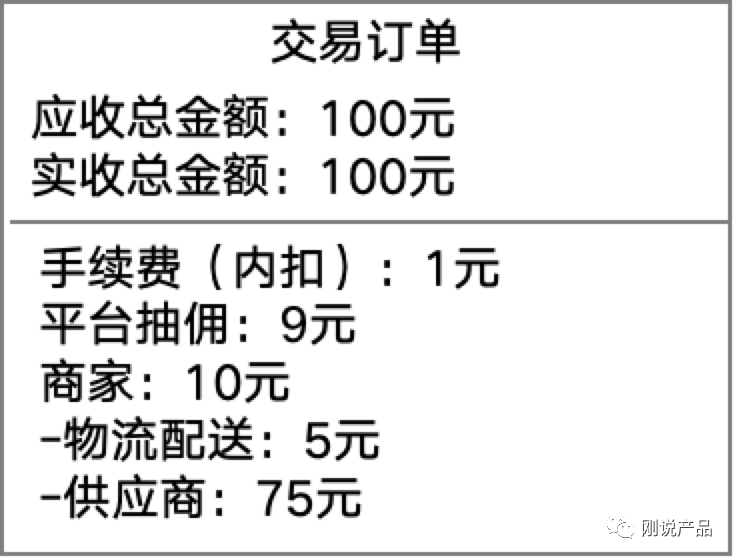 交易订单
应收总金额：100元
实收总金额：100元
手续费（内扣）：1元
平台抽佣：9元
商家：10元
-物流配送：5元
-供应商：75元
刚说产品